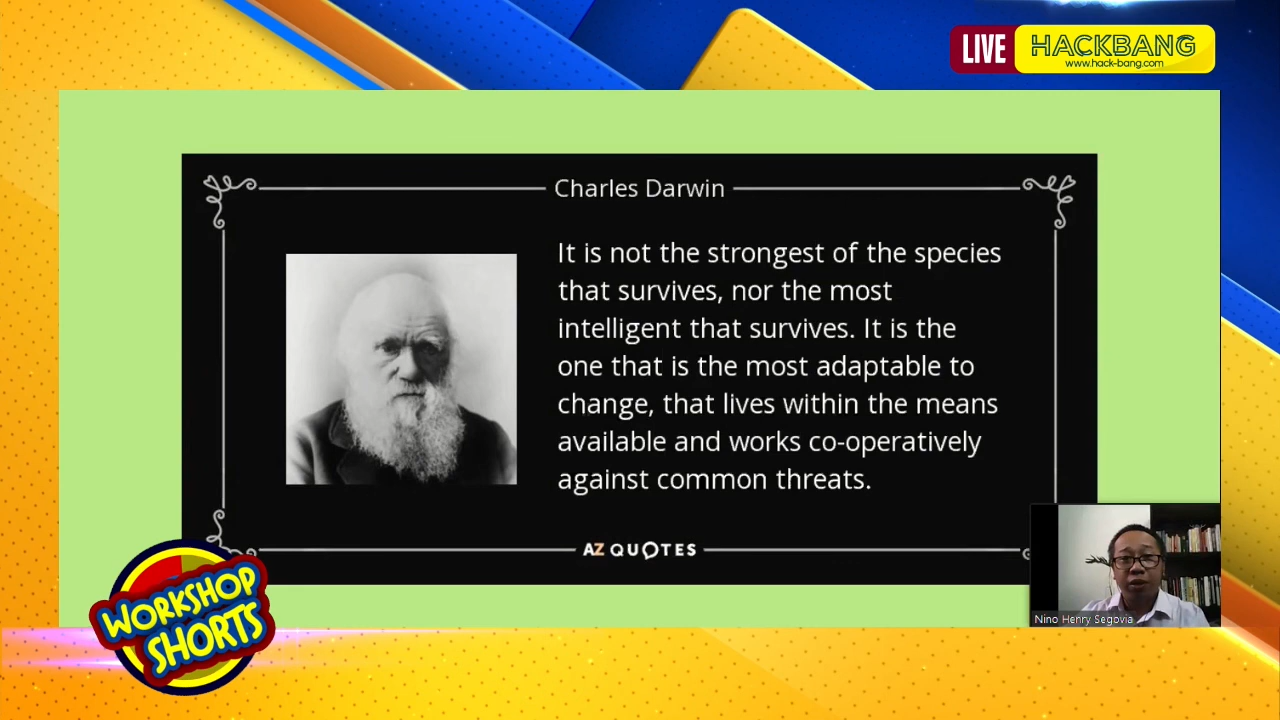 LIVE
HACKBANG
www.hack-bang.com
Charles Darwin
It is not the strongest of the species
that survives, nor the most
intelligent that survives. It is the
one that is the most adaptable to
change, that lives within the means
available and works co-operatively
against common threats.
AZ QUOTES
WORKSHOP
SHORTS
Nino Henry Segovia